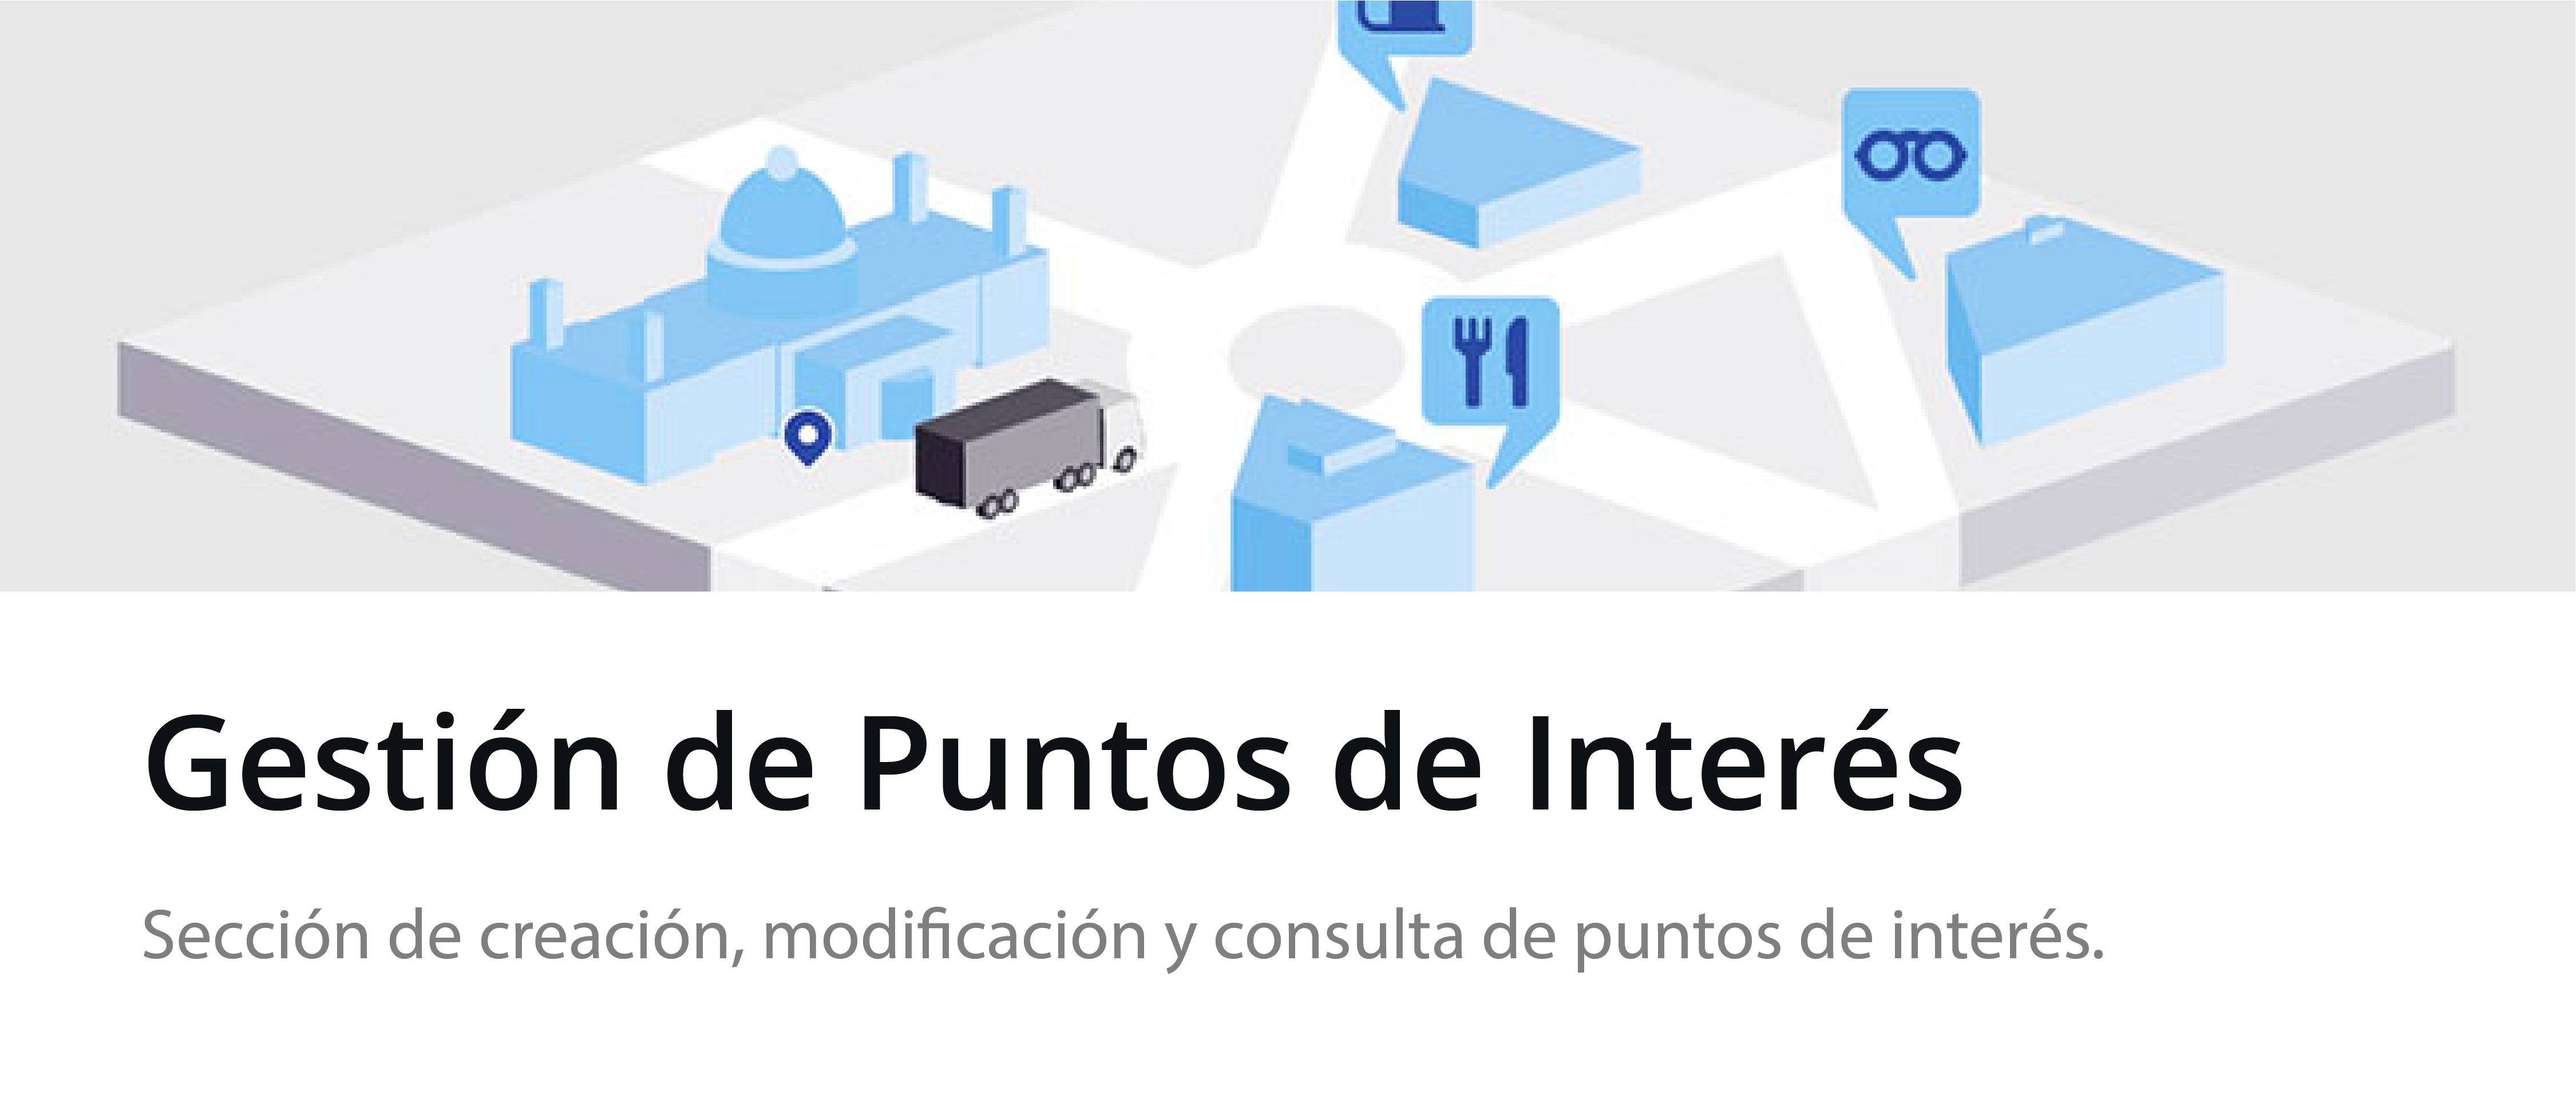 Gestión de Puntos de Interés
Sección de creación, modificación y consulta de puntos de interés.